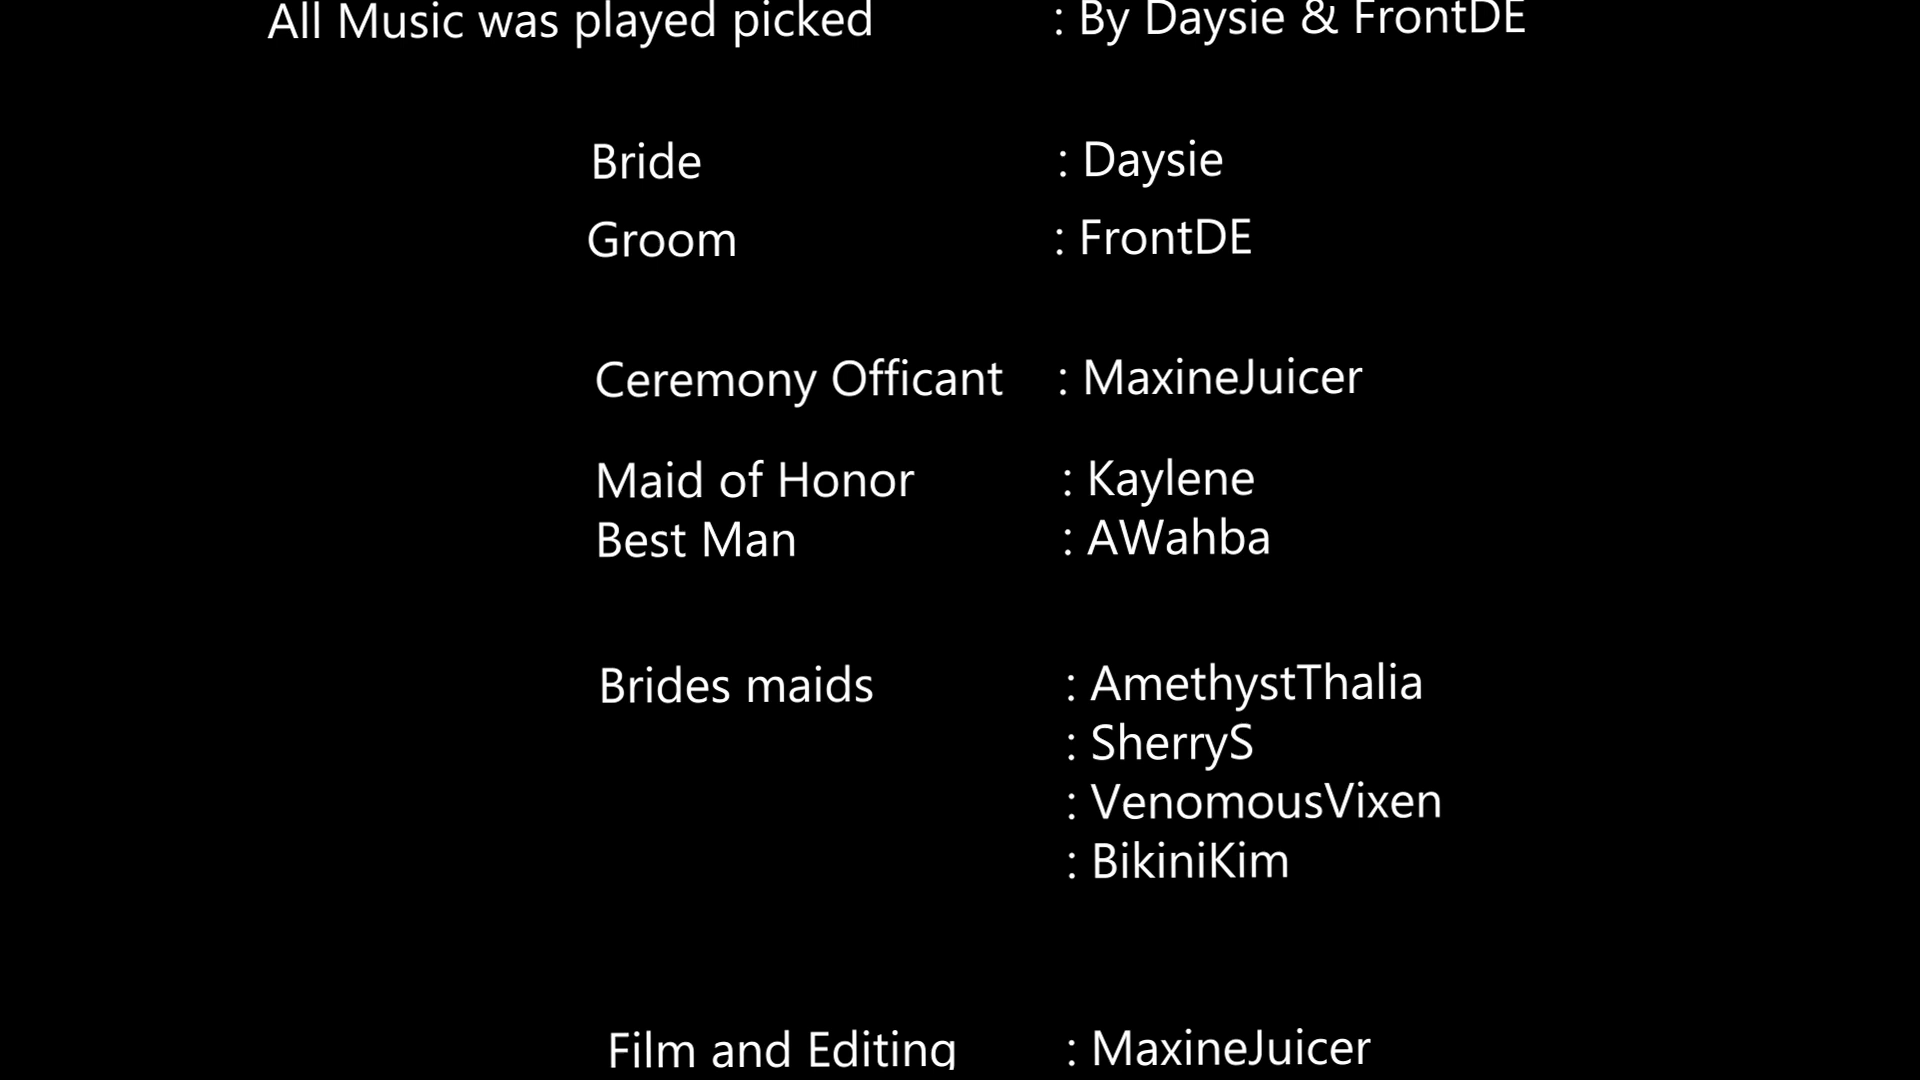 All Music was played picked : By Daysie & FrontDE
Bride : Daysie
Groom : FrontDE
Ceremony Officant : MaxineJuicer
Maid of Honor : Kaylene
Best Man : AWahba
Brides maids : AmethystThalia
: SherryS
: VenomousVixen
: BikiniKim
Film and Editing : MaxineJuicer